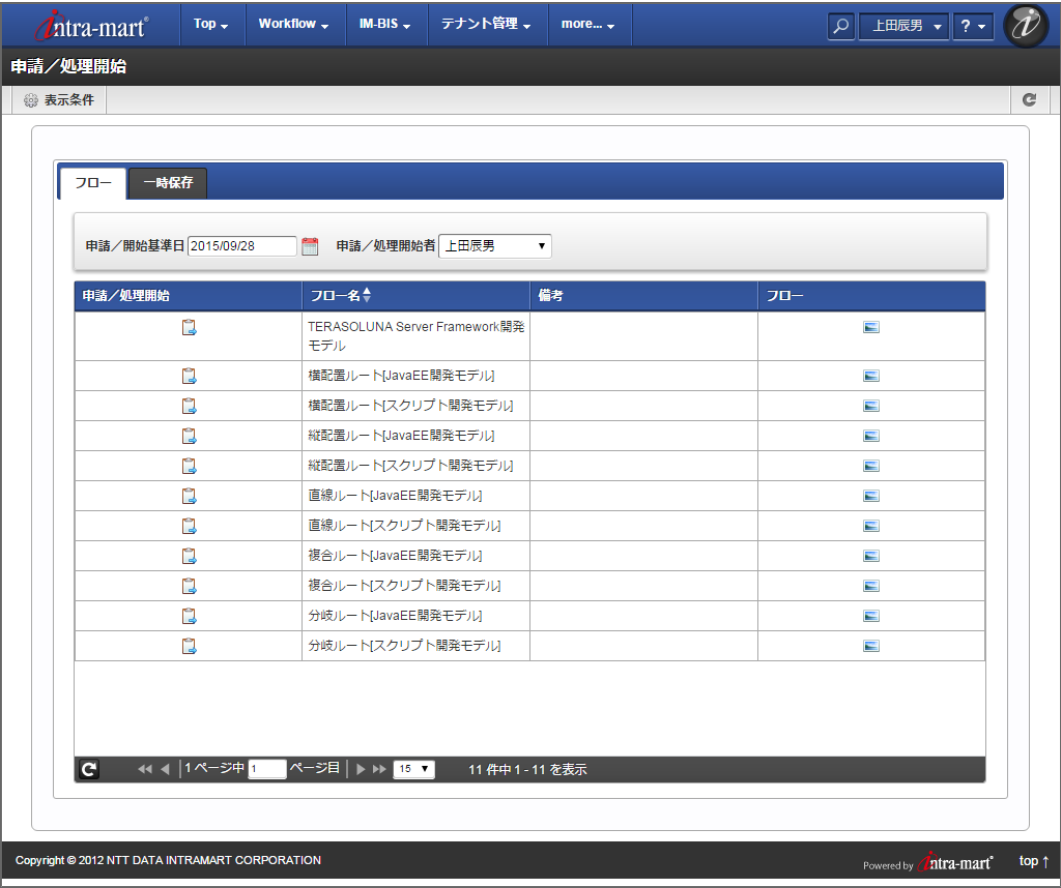 intra-mart Top Workflow IM-BIS テナント管理 more... 上田辰男 ?
申請／処理開始
表示条件
フロー 一時保存
申請／開始基準日 2015/09/28 申請／処理開始者 上田辰男
申請／処理開始 フロー名 備考 フロー
TERASOLUNA Server Framework開発
モデル
横配置ルート[JavaEE開発モデル]
横配置ルート[スクリプト開発モデル]
縦配置ルート[JavaEE開発モデル]
縦配置ルート[スクリプト開発モデル]
直線ルート[JavaEE開発モデル]
直線ルート[スクリプト開発モデル]
複合ルート[JavaEE開発モデル]
複合ルート[スクリプト開発モデル]
分岐ルート[JavaEE開発モデル]
分岐ルート[スクリプト開発モデル]
1 ページ中 1 ページ目 15 11 件中 1 - 11 を表示
Copyright © 2012 NTT DATA INTRAMART CORPORATION Powered by intra-mart top ↑